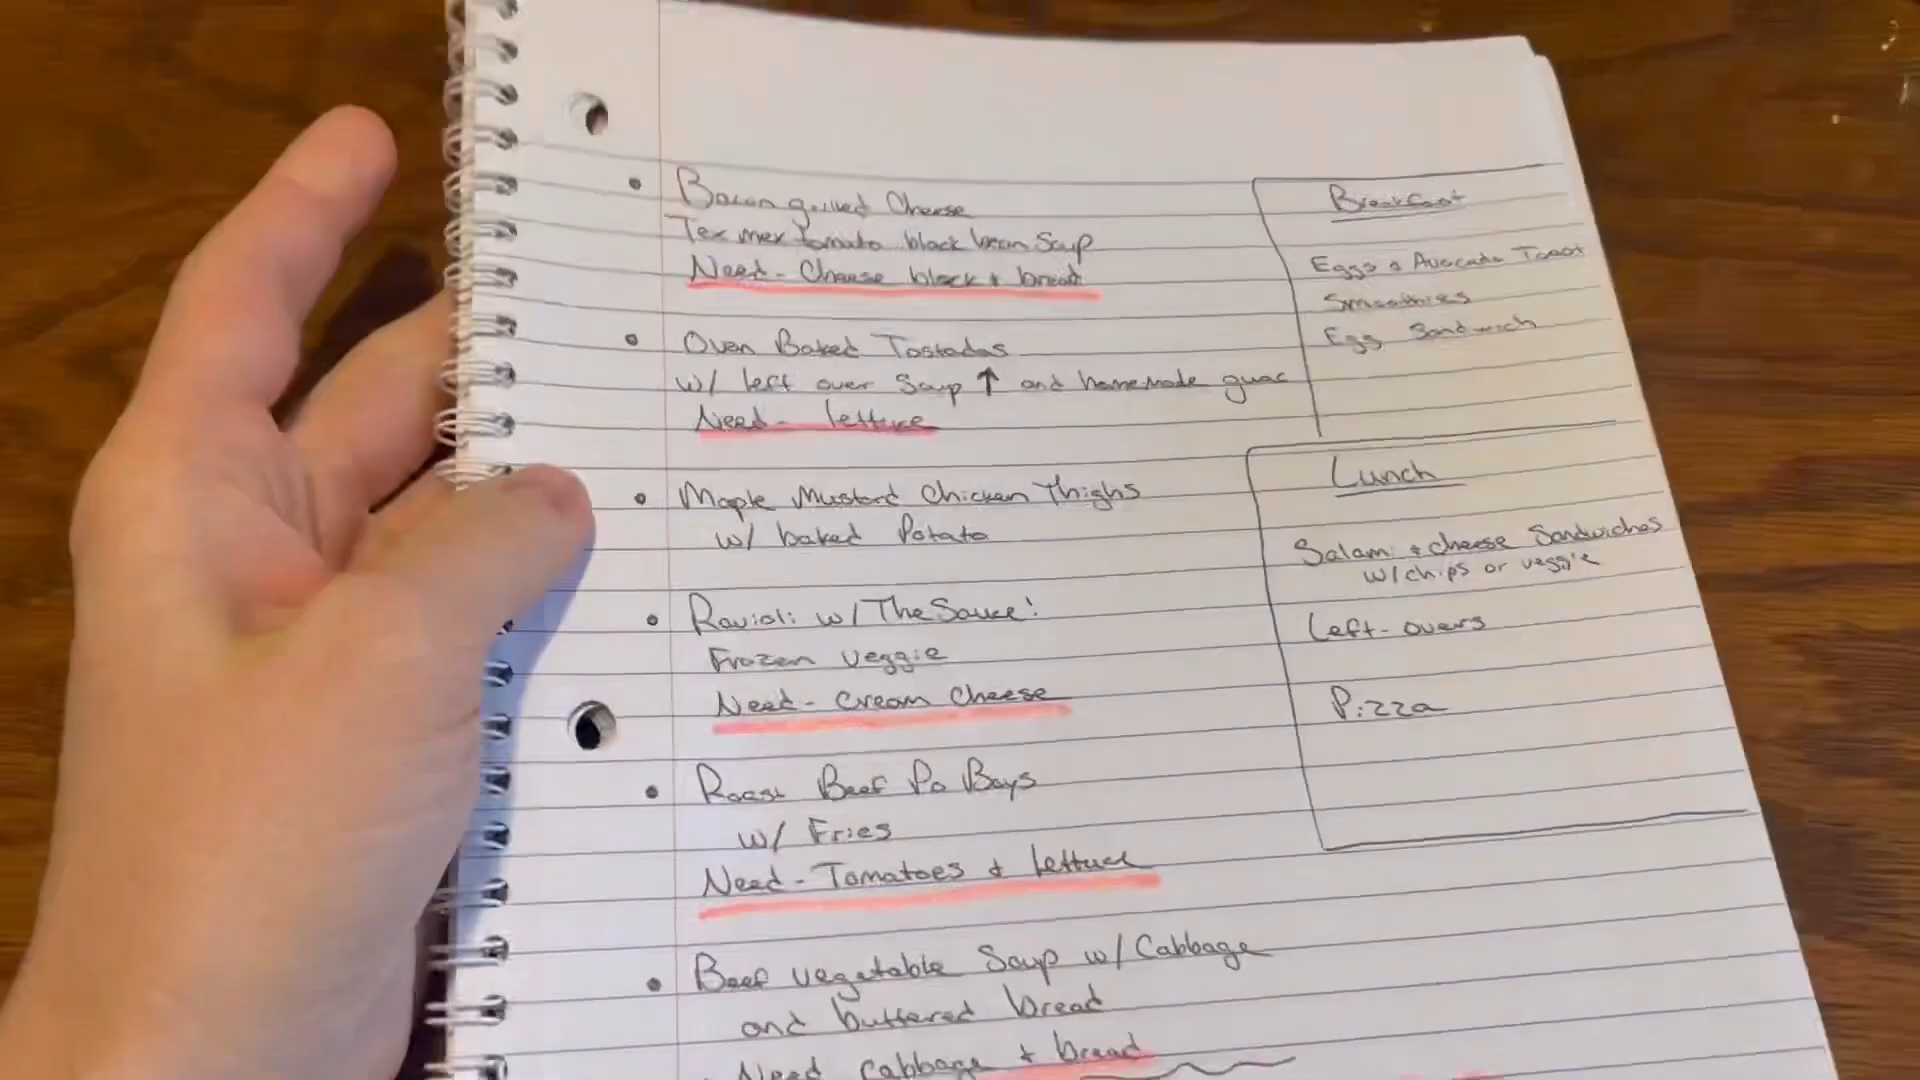 Bacon grilled Cheese
Tex mex tomato black bean Soup
Need - Cheese block + bread
Oven Baked Tostadas
w/ left over Soup ↑ and homemade guac
Need - lettuce
Maple Mustard Chicken Thighs
w/ baked Potato
Ravioli w/ The Sauce!
Frozen veggie
Need - Cream Cheese
Roast Beef Po Boys
w/ Fries
Need - Tomatoes + lettuce
Beef vegetable Soup w/ Cabbage
and buttered bread
Need cabbage + bread
Breakfast
Eggs & Avocado Toast
Smoothies
Egg Sandwich
Lunch
Salami + cheese Sandwiches
w/ chips or veggie
Left-overs
Pizza